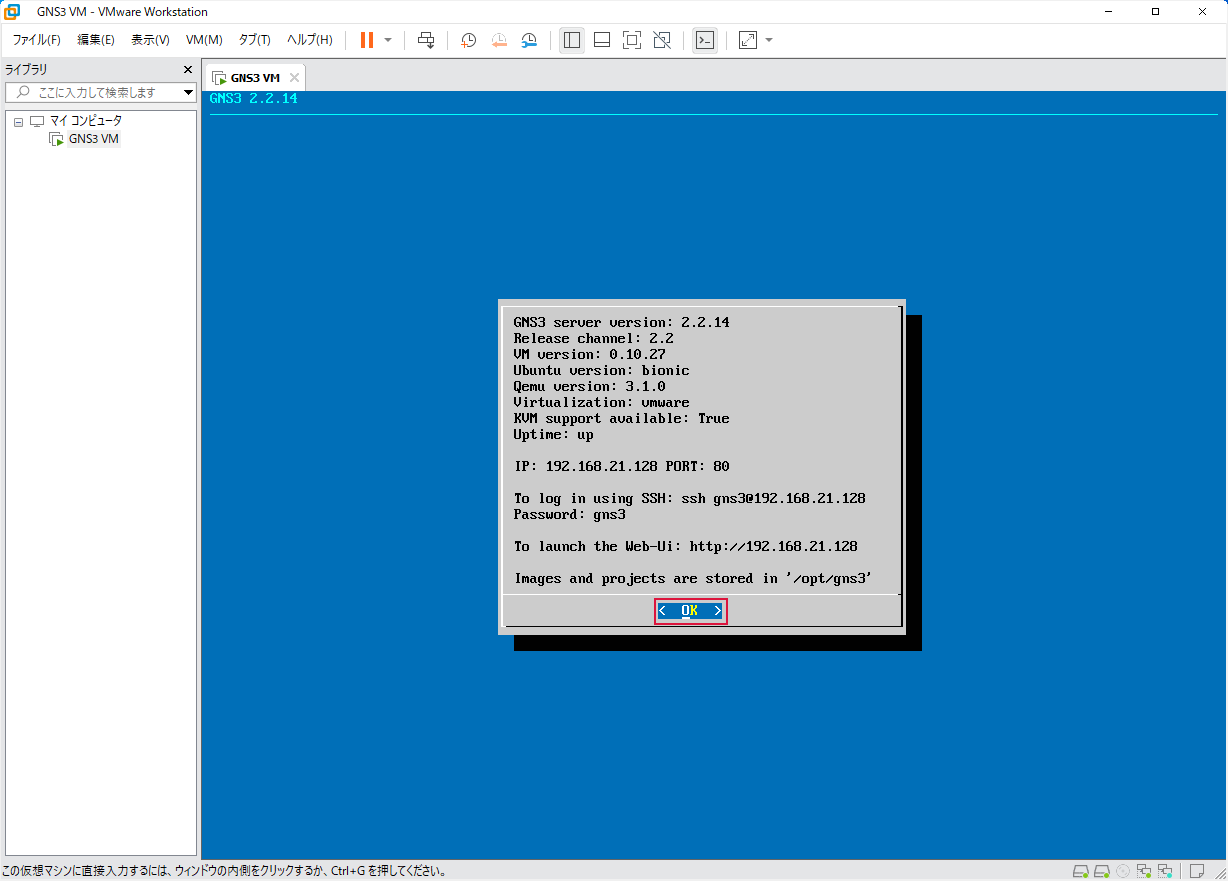 GNS3 VM - VMware Workstation
ファイル(F) 編集(E) 表示(V) VM(M) タブ(T) ヘルプ(H)
ライブラリ
ここに入力して検索します
マイ コンピュータ
GNS3 VM
GNS3 VM
GNS3 2.2.14
GNS3 server version: 2.2.14
Release channel: 2.2
VM version: 0.10.27
Ubuntu version: bionic
Qemu version: 3.1.0
Virtualization: vmware
KVM support available: True
Uptime: up
IP: 192.168.21.128 PORT: 80
To log in using SSH: ssh gns3@192.168.21.128
Password: gns3
To launch the Web-Ui: http://192.168.21.128
Images and projects are stored in '/opt/gns3'
< OK >
この仮想マシンに直接入力するには、ウィンドウの内側をクリックするか、Ctrl+G を押してください。